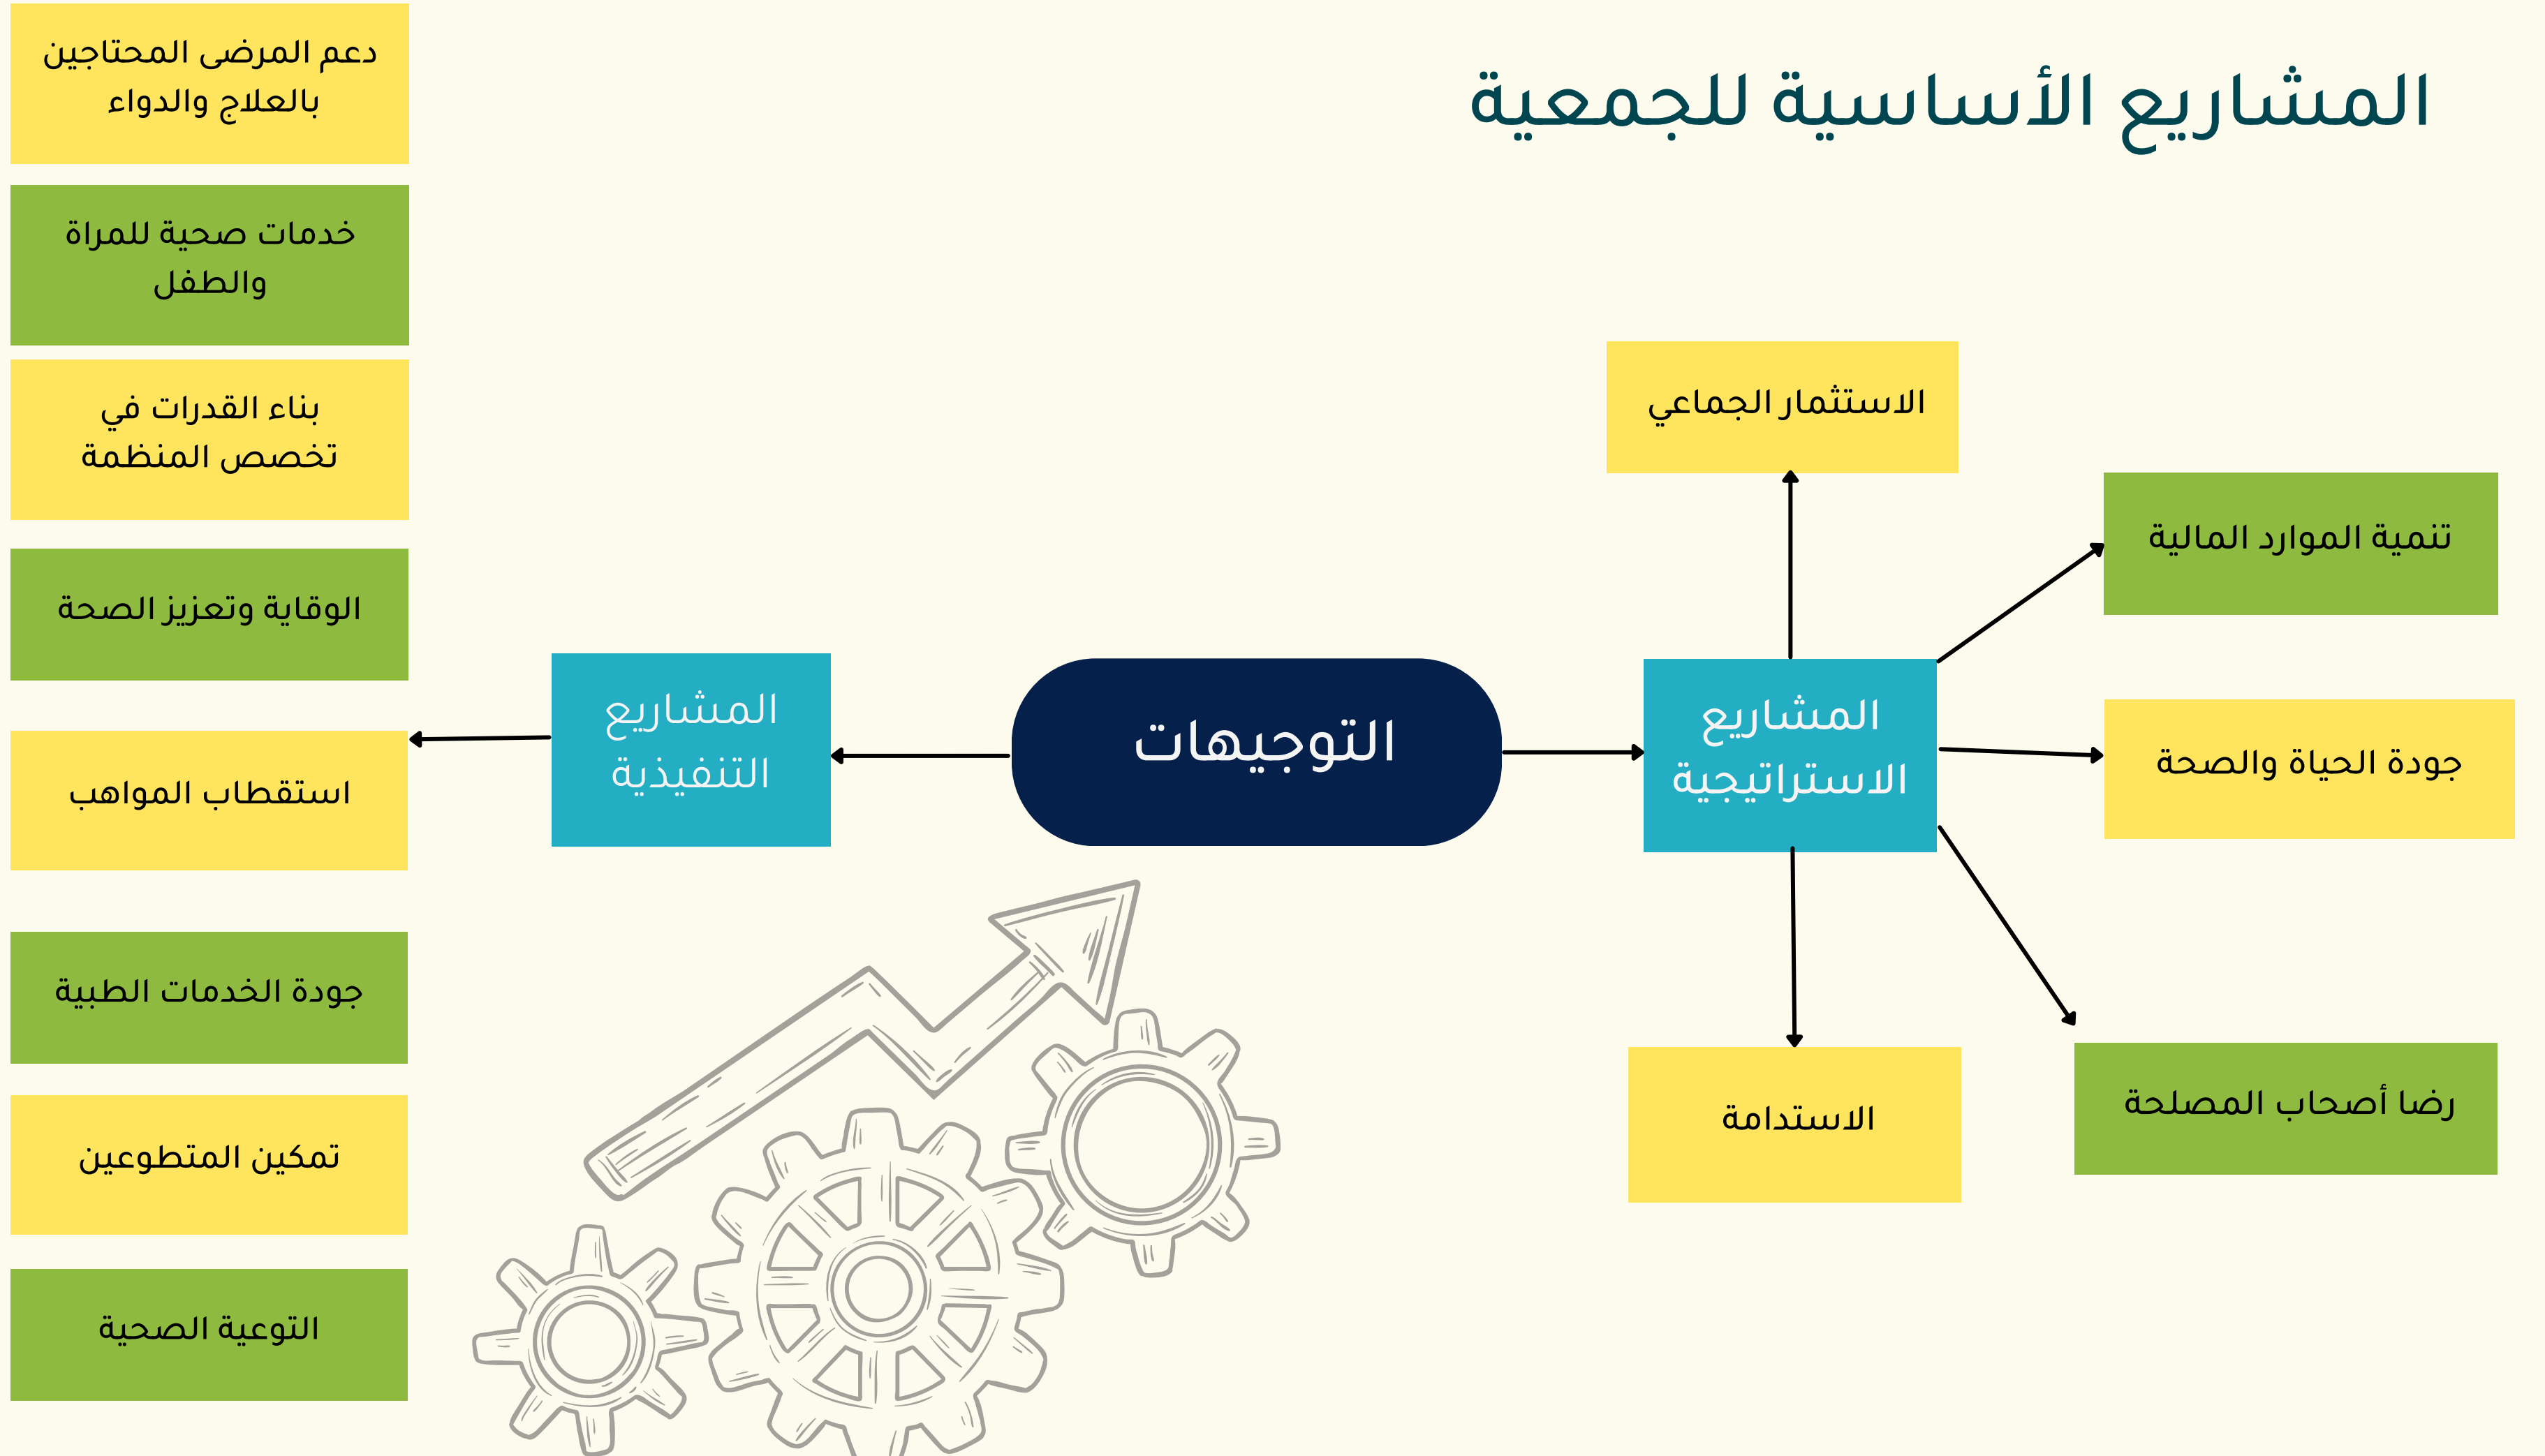 المشاريع الأساسية للجمعية
التوجيهات
المشاريع
الاستراتيجية
الاستثمار الجماعي
تنمية الموارد المالية
جودة الحياة والصحة
رضا أصحاب المصلحة
الاستدامة
المشاريع
التنفيذية
دعم المرضى المحتاجين
بالعلاج والدواء
خدمات صحية للمراة
والطفل
بناء القدرات في
تخصص المنظمة
الوقاية وتعزيز الصحة
استقطاب المواهب
جودة الخدمات الطبية
تمكين المتطوعين
التوعية الصحية